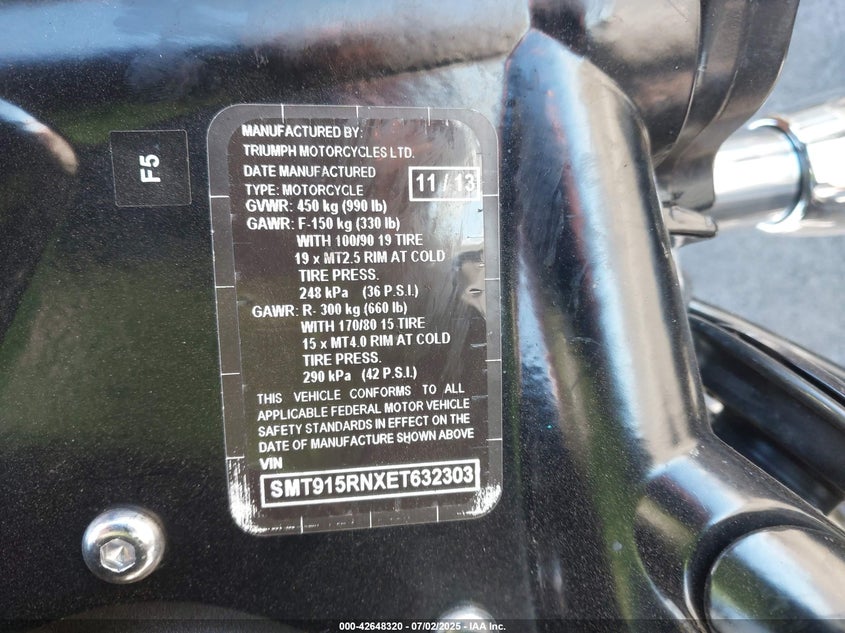 F5
MANUFACTURED BY:
TRIUMPH MOTORCYCLES LTD.
DATE MANUFACTURED 11 / 13
TYPE: MOTORCYCLE
GVWR: 450 kg (990 lb)
GAWR: F-150 kg (330 lb)
WITH 100/90 19 TIRE
19 x MT2.5 RIM AT COLD
TIRE PRESS.
248 kPa (36 P.S.I.)
GAWR: R- 300 kg (660 lb)
WITH 170/80 15 TIRE
15 x MT4.0 RIM AT COLD
TIRE PRESS.
290 kPa (42 P.S.I.)
THIS VEHICLE CONFORMS TO ALL
APPLICABLE FEDERAL MOTOR VEHICLE
SAFETY STANDARDS IN EFFECT ON THE
DATE OF MANUFACTURE SHOWN ABOVE
VIN
SMT915RNXET632303
000-42648320 - 07/02/2025 - IAA Inc.